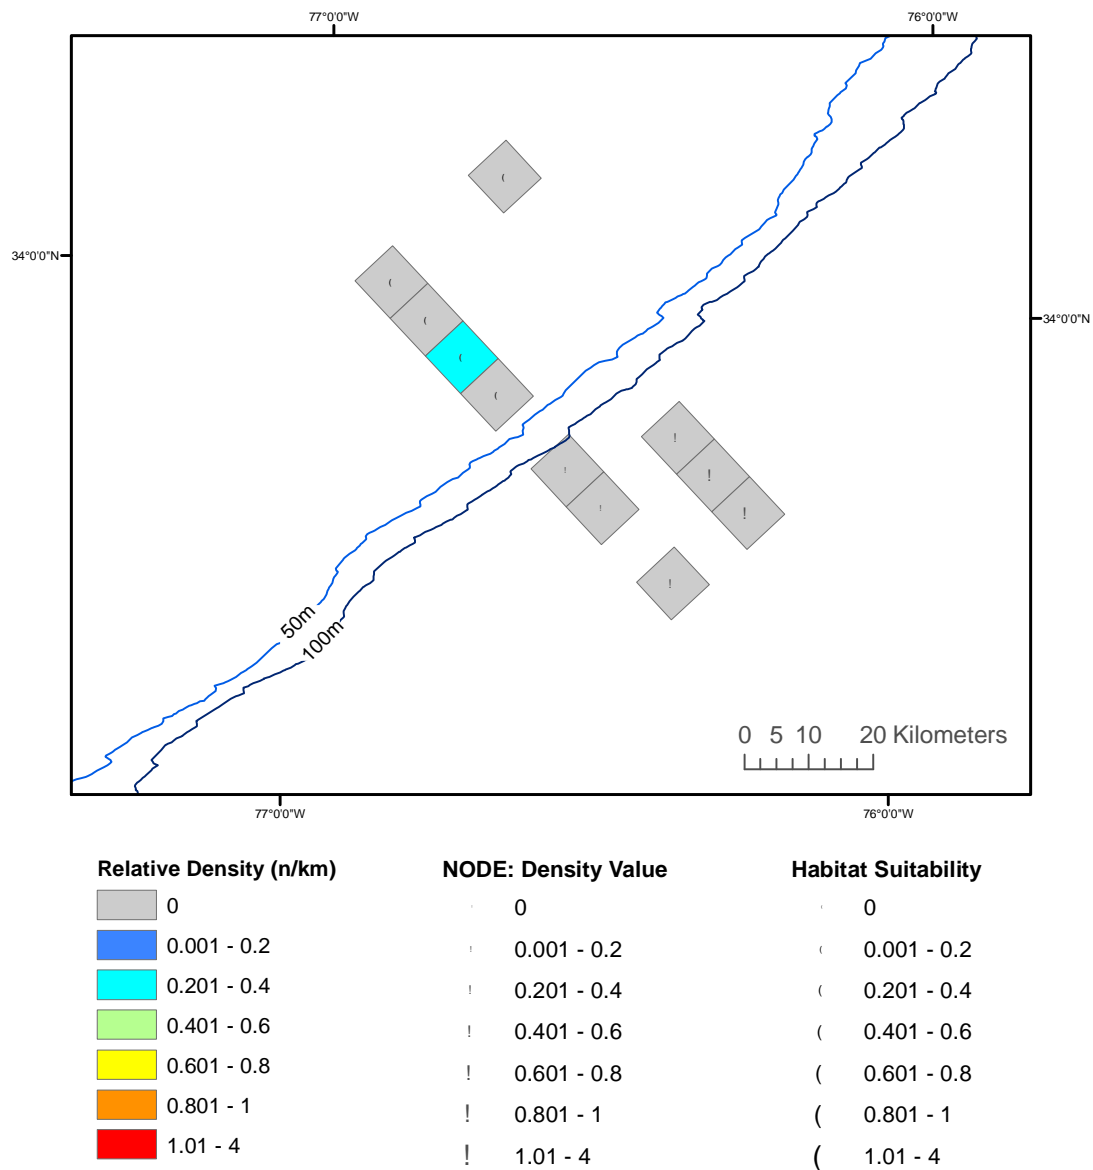 77°0'0"W 76°0'0"W
34°0'0"N
34°0'0"N
( 
(
(
(
(
!
!
!
!
!
!
50m
100m
0 5 10 20 Kilometers
77°0'0"W 76°0'0"W
Relative Density (n/km) NODE: Density Value Habitat Suitability
0 ! 0 ( 0
0.001 - 0.2 ! 0.001 - 0.2 ( 0.001 - 0.2
0.201 - 0.4 ! 0.201 - 0.4 ( 0.201 - 0.4
0.401 - 0.6 ! 0.401 - 0.6 ( 0.401 - 0.6
0.601 - 0.8 ! 0.601 - 0.8 ( 0.601 - 0.8
0.801 - 1 ! 0.801 - 1 ( 0.801 - 1
1.01 - 4 ! 1.01 - 4 ( 1.01 - 4